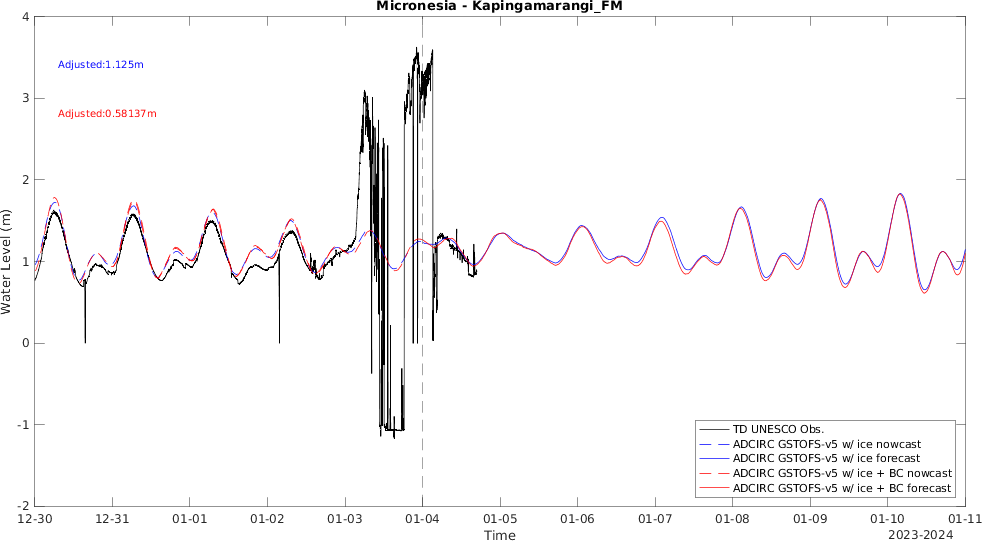 Micronesia - Kapingamarangi_FM
4
3
2
1
0
-1
-2
Water Level (m)
Adjusted:1.125m
Adjusted:0.58137m
TD UNESCO Obs.
ADCIRC GSTOFS-v5 w/ ice nowcast
ADCIRC GSTOFS-v5 w/ ice forecast
ADCIRC GSTOFS-v5 w/ ice + BC nowcast
ADCIRC GSTOFS-v5 w/ ice + BC forecast
12-30 12-31 01-01 01-02 01-03 01-04 01-05 01-06 01-07 01-08 01-09 01-10 01-11
Time
2023-2024